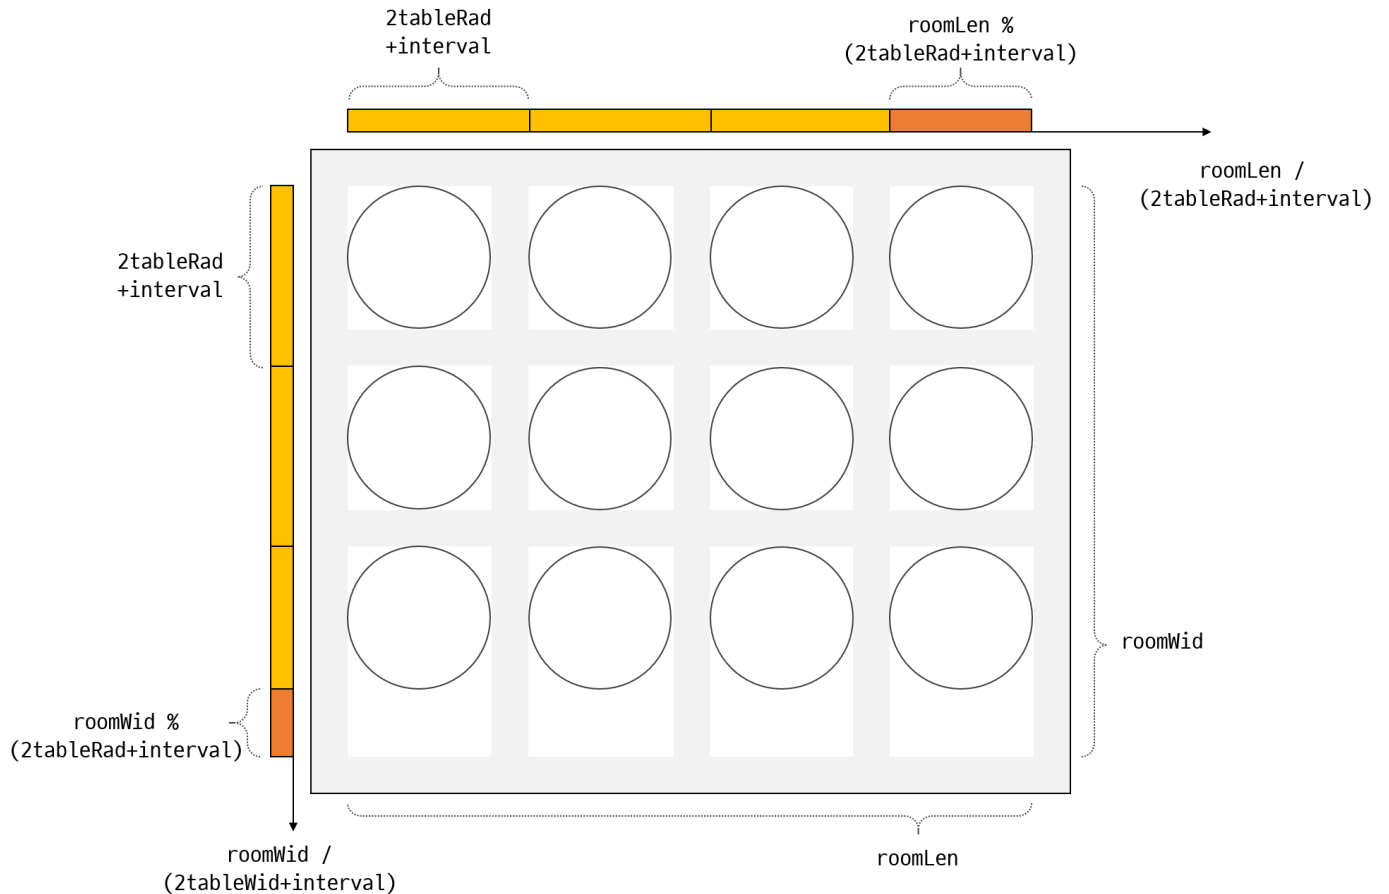 2tableRad
+interval
roomLen %
(2tableRad+interval)
roomLen /
(2tableRad+interval)
2tableRad
+interval
roomWid
roomWid %
(2tableRad+interval)
roomWid /
(2tableWid+interval)
roomLen